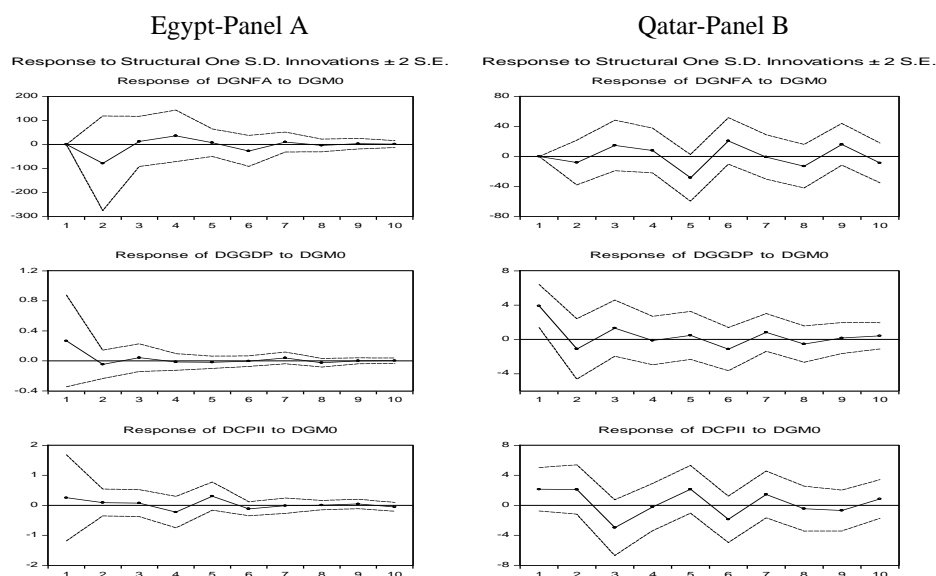 Egypt-Panel A
Qatar-Panel B
Response to Structural One S.D. Innovations ± 2 S.E.
Response to Structural One S.D. Innovations ± 2 S.E.
Response of DGNFA to DGM0
200
100
0
-100
-200
-300
1 2 3 4 5 6 7 8 9 10
Response of DGNFA to DGM0
80
40
0
-40
-80
1 2 3 4 5 6 7 8 9 10
Response of DGGDP to DGM0
1.2
0.8
0.4
0.0
-0.4
1 2 3 4 5 6 7 8 9 10
Response of DGGDP to DGM0
8
4
0
-4
1 2 3 4 5 6 7 8 9 10
Response of DCPII to DGM0
2
1
0
-1
-2
1 2 3 4 5 6 7 8 9 10
Response of DCPII to DGM0
8
4
0
-4
-8
1 2 3 4 5 6 7 8 9 10